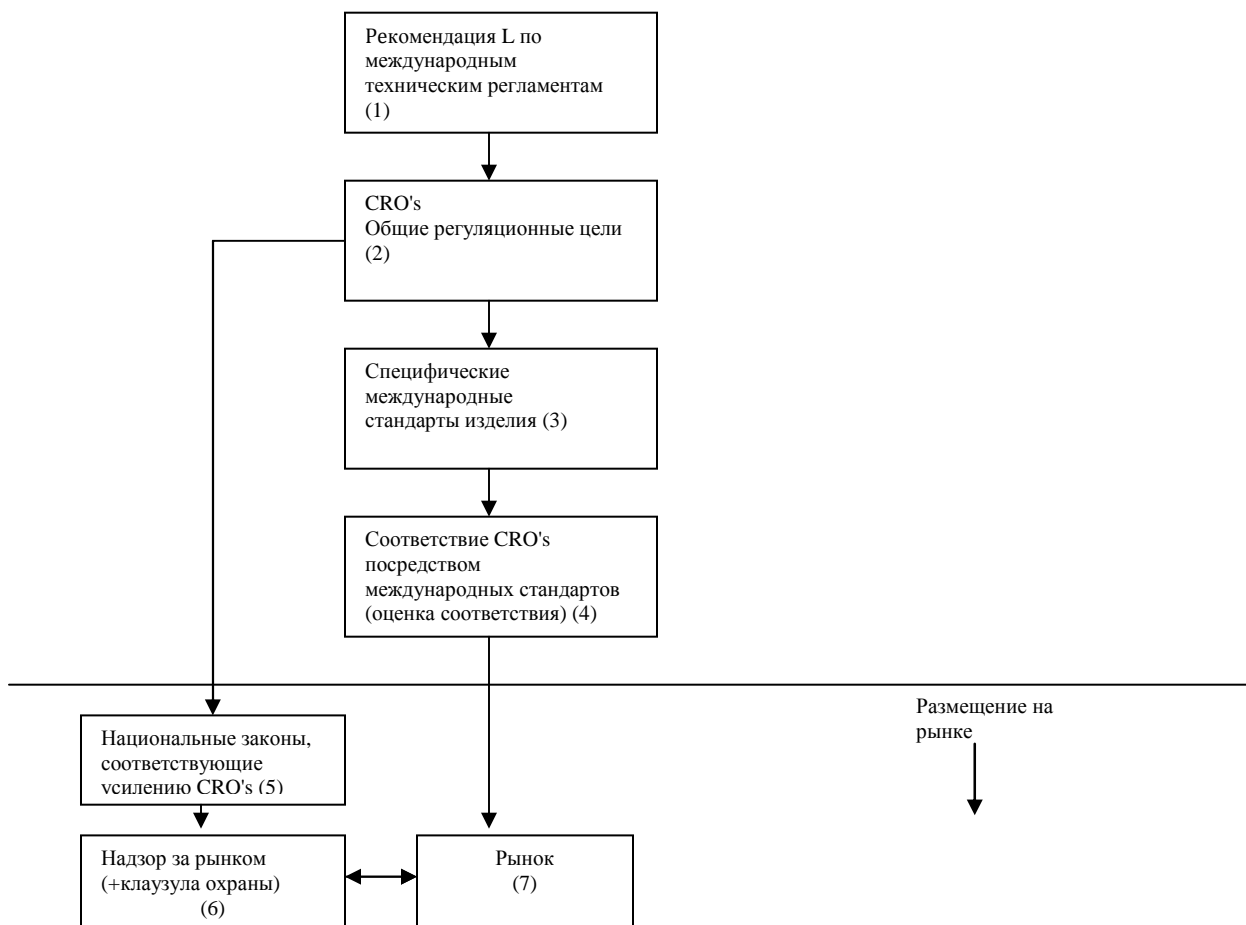 Рекомендация L по
международным
техническим регламентам
(1)
CRO's
Общие регуляционные цели
(2)
Специфические
международные
стандарты изделия (3)
Соответствие CRO's
посредством
международных стандартов
(оценка соответствия) (4)
Размещение на
рынке
Национальные законы,
соответствующие
усилению CRO's (5)
Надзор за рынком
(+клаузула охраны)
(6)
Рынок
(7)